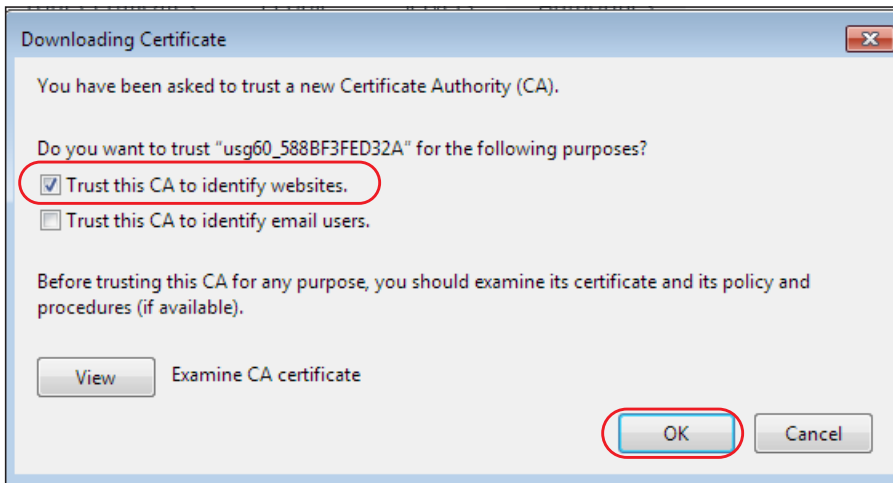 Downloading Certificate
You have been asked to trust a new Certificate Authority (CA).
Do you want to trust "usg60_588BF3FED32A" for the following purposes?
Trust this CA to identify websites.
Trust this CA to identify email users.
Before trusting this CA for any purpose, you should examine its certificate and its policy and
procedures (if available).
View Examine CA certificate
OK Cancel